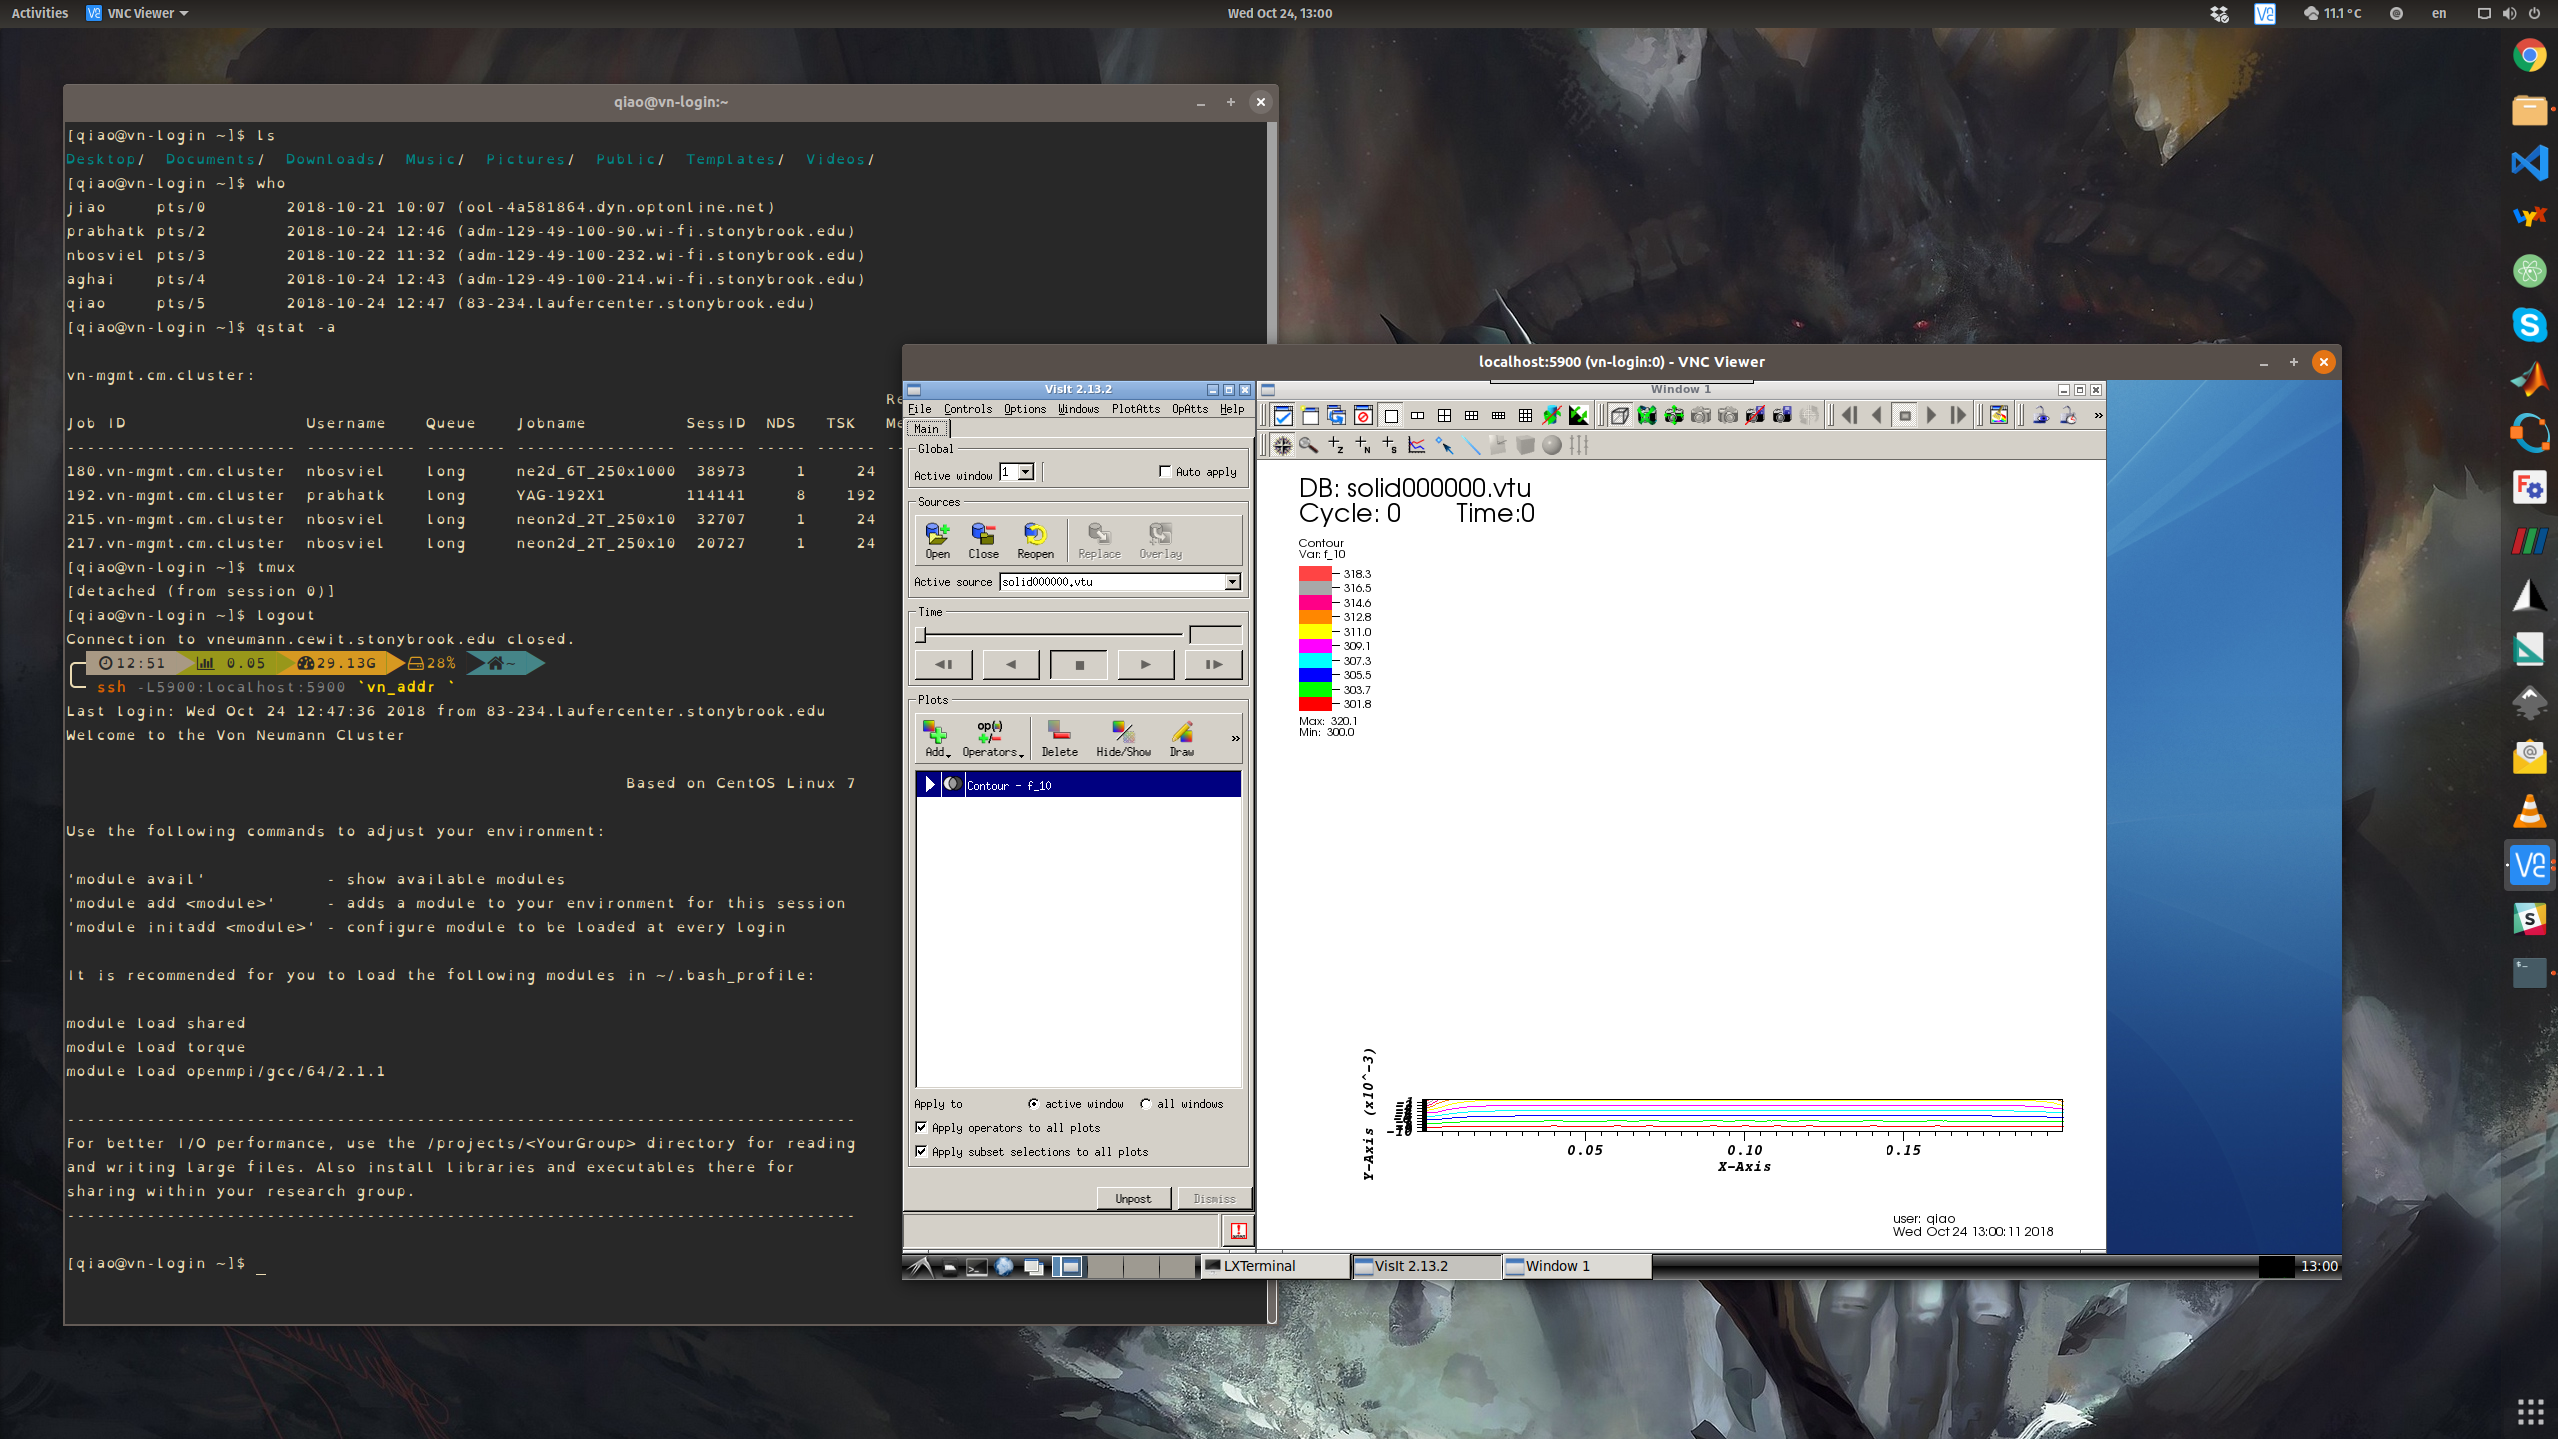 Activities VNC Viewer Wed Oct 24, 13:00 11.1 °C en
qiao@vn-login:~
[qiao@vn-login ~]$ ls
Desktop/ Documents/ Downloads/ Music/ Pictures/ Public/ Templates/ Videos/
[qiao@vn-login ~]$ who
jiao pts/0 2018-10-21 10:07 (ool-4a581864.dyn.optonline.net)
prabhatk pts/2 2018-10-24 12:46 (adm-129-49-100-90.wi-fi.stonybrook.edu)
nbosviel pts/3 2018-10-22 11:32 (adm-129-49-100-232.wi-fi.stonybrook.edu)
aghai pts/4 2018-10-24 12:43 (adm-129-49-100-214.wi-fi.stonybrook.edu)
qiao pts/5 2018-10-24 12:47 (83-234.laufercenter.stonybrook.edu)
[qiao@vn-login ~]$ qstat -a
vn-mgmt.cm.cluster:
Re
Job ID Username Queue Jobname SessID NDS TSK Me
----------------------- ----------- -------- ---------------- ------ ----- ------ --
180.vn-mgmt.cm.cluster nbosviel long ne2d_6T_250x1000 38973 1 24
192.vn-mgmt.cm.cluster prabhatk long YAG-192X1 114141 8 192
215.vn-mgmt.cm.cluster nbosviel long neon2d_2T_250x10 32707 1 24
217.vn-mgmt.cm.cluster nbosviel long neon2d_2T_250x10 20727 1 24
[qiao@vn-login ~]$ tmux
[detached (from session 0)]
[qiao@vn-login ~]$ logout
Connection to vneumann.cewit.stonybrook.edu closed.
12:51 0.05 29.13G 28% ~
ssh -L5900:localhost:5900 `vn_addr `
Last login: Wed Oct 24 12:47:36 2018 from 83-234.laufercenter.stonybrook.edu
Welcome to the Von Neumann Cluster
Based on CentOS Linux 7
Use the following commands to adjust your environment:
'module avail' - show available modules
'module add <module>' - adds a module to your environment for this session
'module initadd <module>' - configure module to be loaded at every login
It is recommended for you to load the following modules in ~/.bash_profile:
module load shared
module load torque
module load openmpi/gcc/64/2.1.1
-------------------------------------------------------------------------------
For better I/O performance, use the /projects/<YourGroup> directory for reading
and writing large files. Also install libraries and executables there for
sharing within your research group.
-------------------------------------------------------------------------------
[qiao@vn-login ~]$ _
localhost:5900 (vn-login:0) - VNC Viewer
VisIt 2.13.2
File Controls Options Windows PlotAtts OpAtts Help
Main
Global
Active window 1 Auto apply
Sources
Open Close Reopen Replace Overlay
Active source solid000000.vtu
Time
Plots
op(·) +/-
Add Operators Delete Hide/Show Draw »
Contour - f_10
Apply to active window all windows
Apply operators to all plots
Apply subset selections to all plots
Unpost Dismiss
Window 1
»
Z N S
DB: solid000000.vtu
Cycle: 0 Time:0
Contour
Var: f_10
318.3
316.5
314.6
312.8
311.0
309.1
307.3
305.5
303.7
301.8
Max: 320.1
Min: 300.0
Y-Axis (x10^-3)
-10
0.05 0.10 0.15
X-Axis
user: qiao
Wed Oct 24 13:00:11 2018
LXTerminal VisIt 2.13.2 Window 1 13:00